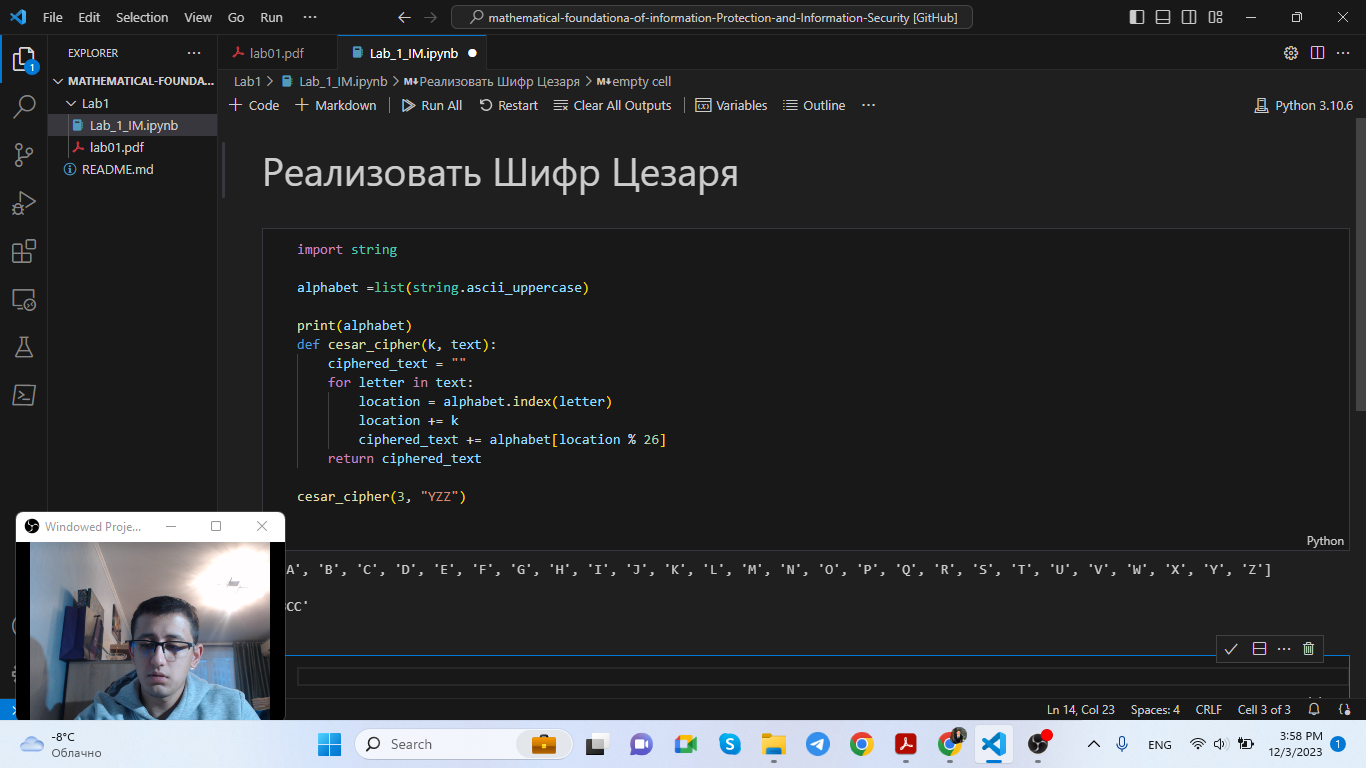 File Edit Selection View Go Run ···
mathematical-foundationa-of-information-Protection-and-Information-Security [GitHub]
EXPLORER ···
lab01.pdf
Lab_1_IM.ipynb
MATHEMATICAL-FOUNDA...
Lab1
Lab_1_IM.ipynb
lab01.pdf
README.md
1
Lab1 > Lab_1_IM.ipynb > M↓Реализовать Шифр Цезаря > M↓empty cell
+ Code + Markdown Run All Restart Clear All Outputs Variables Outline ··· Python 3.10.6
Реализовать Шифр Цезаря
import string
alphabet =list(string.ascii_uppercase)
print(alphabet)
def cesar_cipher(k, text):
ciphered_text = ""
for letter in text:
location = alphabet.index(letter)
location += k
ciphered_text += alphabet[location % 26]
return ciphered_text
cesar_cipher(3, "YZZ")
Python
A', 'B', 'C', 'D', 'E', 'F', 'G', 'H', 'I', 'J', 'K', 'L', 'M', 'N', 'O', 'P', 'Q', 'R', 'S', 'T', 'U', 'V', 'W', 'X', 'Y', 'Z']
CC'
Windowed Proje...
Ln 14, Col 23 Spaces: 4 CRLF Cell 3 of 3
-8°C
Облачно
Search
ENG
3:58 PM
12/3/2023
1